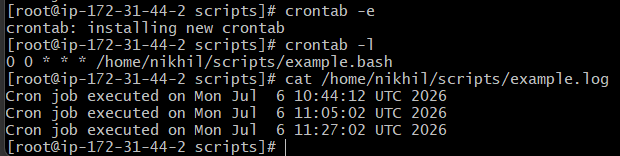 [root@ip-172-31-44-2 scripts]# crontab -e
crontab: installing new crontab
[root@ip-172-31-44-2 scripts]# crontab -l
0 0 * * * /home/nikhil/scripts/example.bash
[root@ip-172-31-44-2 scripts]# cat /home/nikhil/scripts/example.log
Cron job executed on Mon Jul  6 10:44:12 UTC 2026
Cron job executed on Mon Jul  6 11:05:02 UTC 2026
Cron job executed on Mon Jul  6 11:27:02 UTC 2026
[root@ip-172-31-44-2 scripts]#